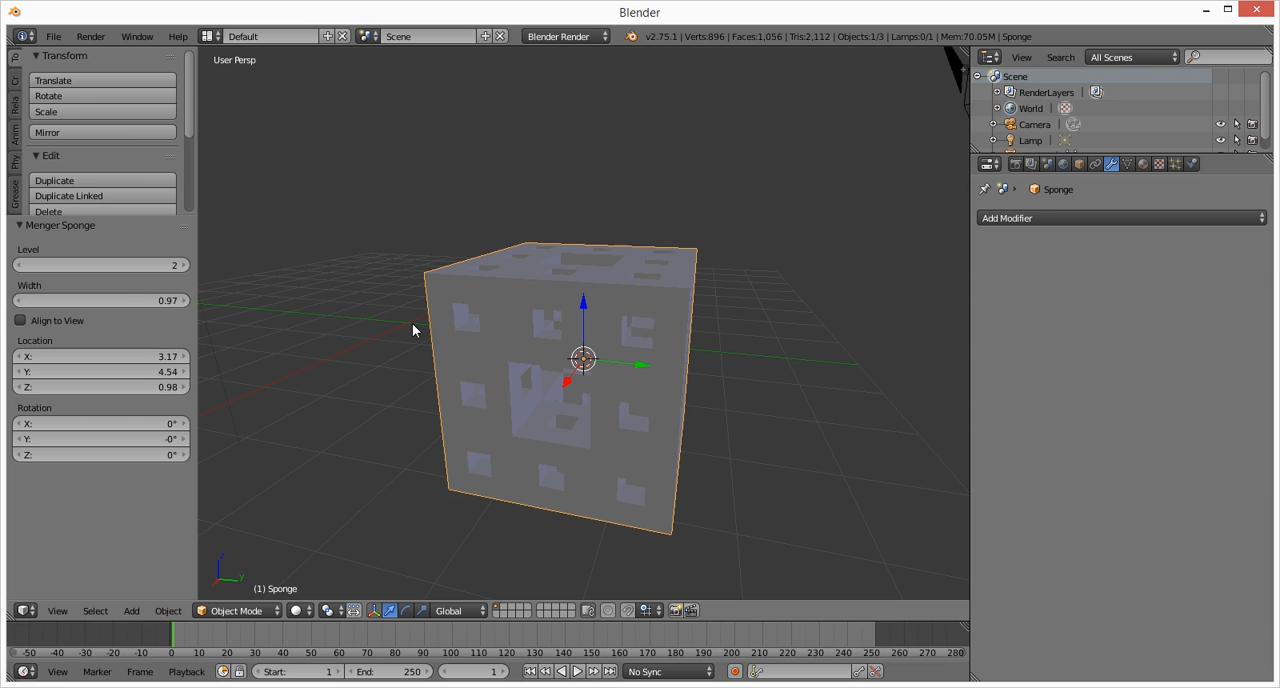 Blender
File Render Window Help Default Scene Blender Render v2.75.1 | Verts:896 | Faces:1,056 | Tris:2,112 | Objects:1/3 | Lamps:0/1 | Mem:70.05M | Sponge
Transform
Translate
Rotate
Scale
Mirror
Edit
Duplicate
Duplicate Linked
Delete
To
Cr
Rela
Anim
Phy
Grease
Menger Sponge
Level
2
Width
0.97
Align to View
Location
X: 3.17
Y: 4.54
Z: 0.98
Rotation
X: 0°
Y: -0°
Z: 0°
User Persp
z
y
(1) Sponge
View Select Add Object Object Mode Global
View Search All Scenes
Scene
RenderLayers
World
Camera
Lamp
Sponge
Add Modifier
-50 -40 -30 -20 -10 0 10 20 30 40 50 60 70 80 90 100 110 120 130 140 150 160 170 180 190 200 210 220 230 240 250 260 270 280
View Marker Frame Playback Start: 1 End: 250 1 No Sync